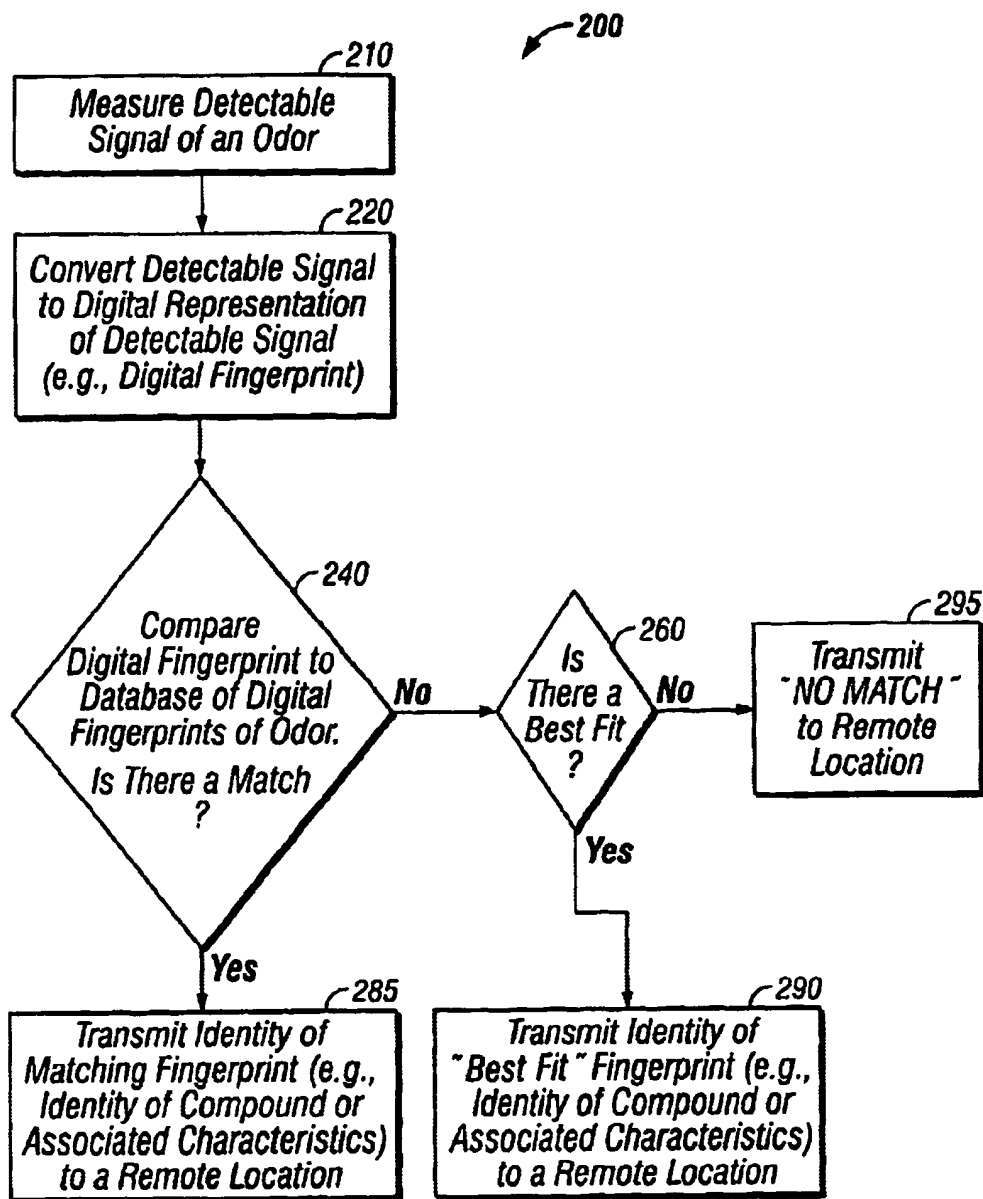 200
210
Measure Detectable
Signal of an Odor
220
Convert Detectable Signal
to Digital Representation
of Detectable Signal
(e.g., Digital Fingerprint)
240
Compare
Digital Fingerprint to
Database of Digital
Fingerprints of Odor.
Is There a Match
?
No
260
Is
There a
Best Fit
?
No
295
Transmit
"NO MATCH"
to Remote
Location
Yes
Yes
285
Transmit Identity of
Matching Fingerprint (e.g.,
Identity of Compound or
Associated Characteristics)
to a Remote Location
290
Transmit Identity of
"Best Fit" Fingerprint (e.g.,
Identity of Compound or
Associated Characteristics)
to a Remote Location